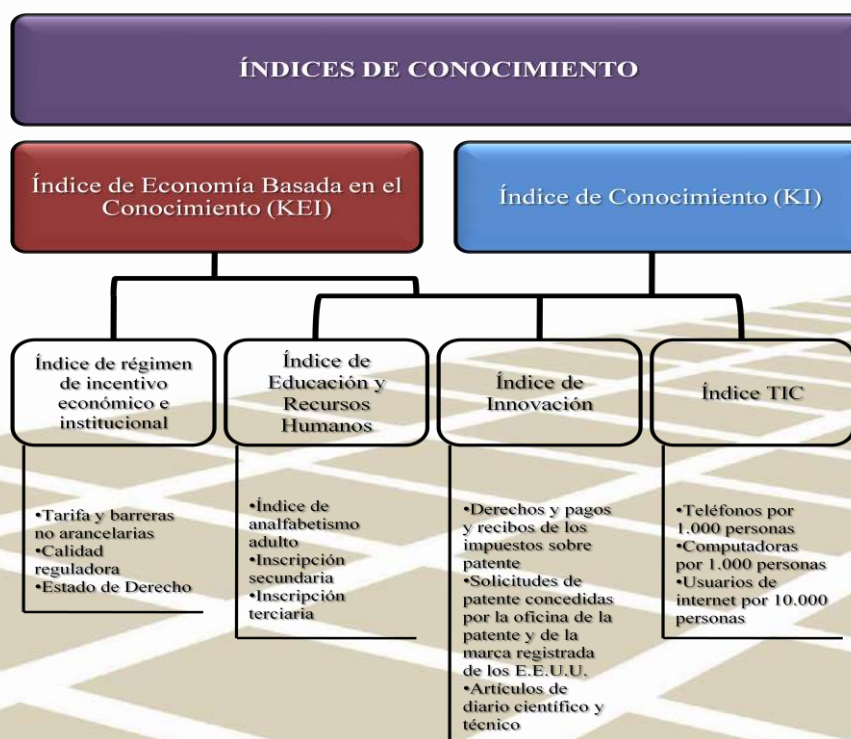 ÍNDICES DE CONOCIMIENTO
Índice de Economía Basada en el
Conocimiento (KEI)
Índice de Conocimiento (KI)
Índice de régimen
de incentivo
económico e
institucional
Índice de
Educación y
Recursos
Humanos
Índice de
Innovación
Índice TIC
•Tarifa y barreras
no arancelarias
•Calidad
reguladora
•Estado de Derecho
•Índice de
analfabetismo
adulto
•Inscripción
secundaria
•Inscripción
terciaria
•Derechos y pagos
y recibos de los
impuestos sobre
patente
•Solicitudes de
patente concedidas
por la oficina de la
patente y de la
marca registrada
de los E.E.U.U.
•Artículos de
diario científico y
técnico
•Teléfonos por
1.000 personas
•Computadoras
por 1.000 personas
•Usuarios de
internet por 10.000
personas